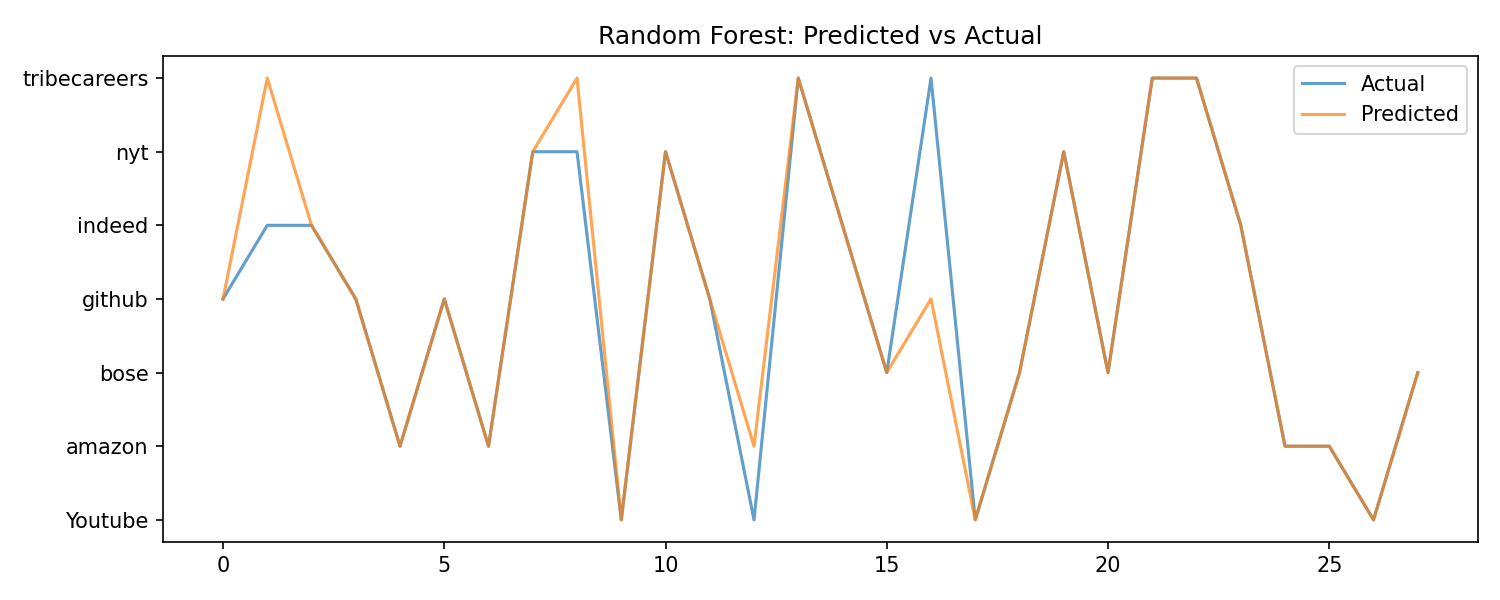 Random Forest: Predicted vs Actual
tribecareers
nyt
indeed
github
bose
amazon
Youtube
Actual
Predicted
0 5 10 15 20 25